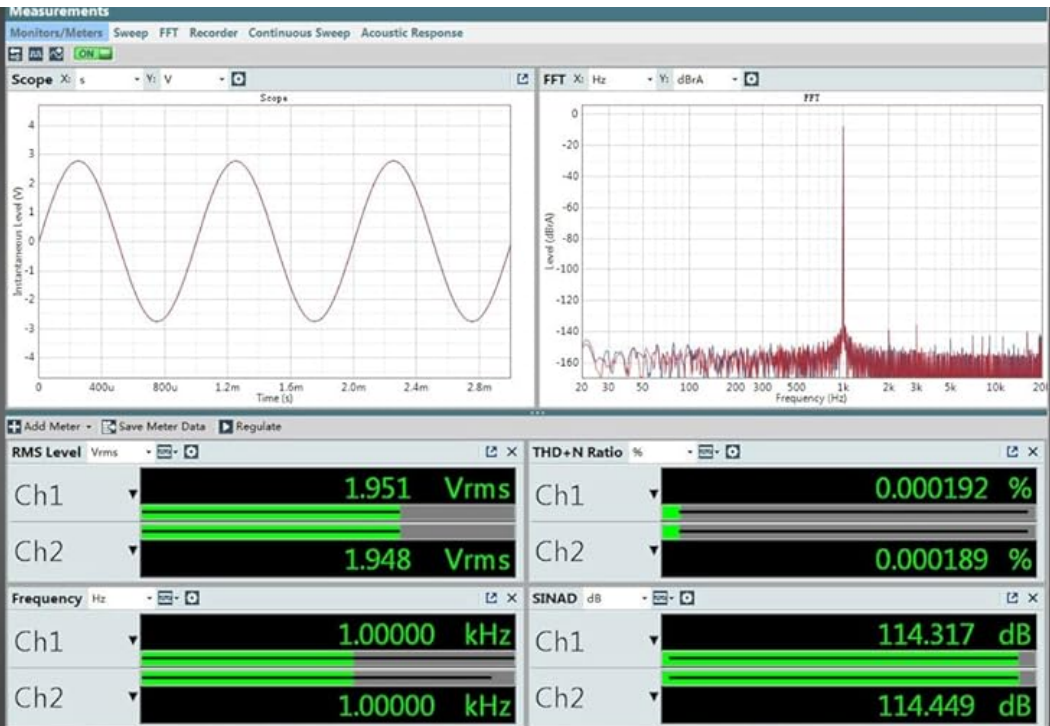 Measurements
Monitors/Meters Sweep FFT Recorder Continuous Sweep Acoustic Response
ON
Scope X: s Y: V
FFT X: Hz Y: dBrA
Scope
4
3
2
1
0
-1
-2
-3
-4
Instantaneous Level (V)
0 400u 800u 1.2m 1.6m 2.0m 2.4m 2.8m
Time (s)
FFT
0
-20
-40
-60
-80
-100
-120
-140
-160
Level (dBrA)
20 30 50 100 200 300 500 1k 2k 3k 5k 10k 20
Frequency (Hz)
Add Meter Save Meter Data Regulate
RMS Level Vrms
Ch1 1.951 Vrms
Ch2 1.948 Vrms
THD+N Ratio %
Ch1 0.000192 %
Ch2 0.000189 %
Frequency Hz
Ch1 1.00000 kHz
Ch2 1.00000 kHz
SINAD dB
Ch1 114.317 dB
Ch2 114.449 dB